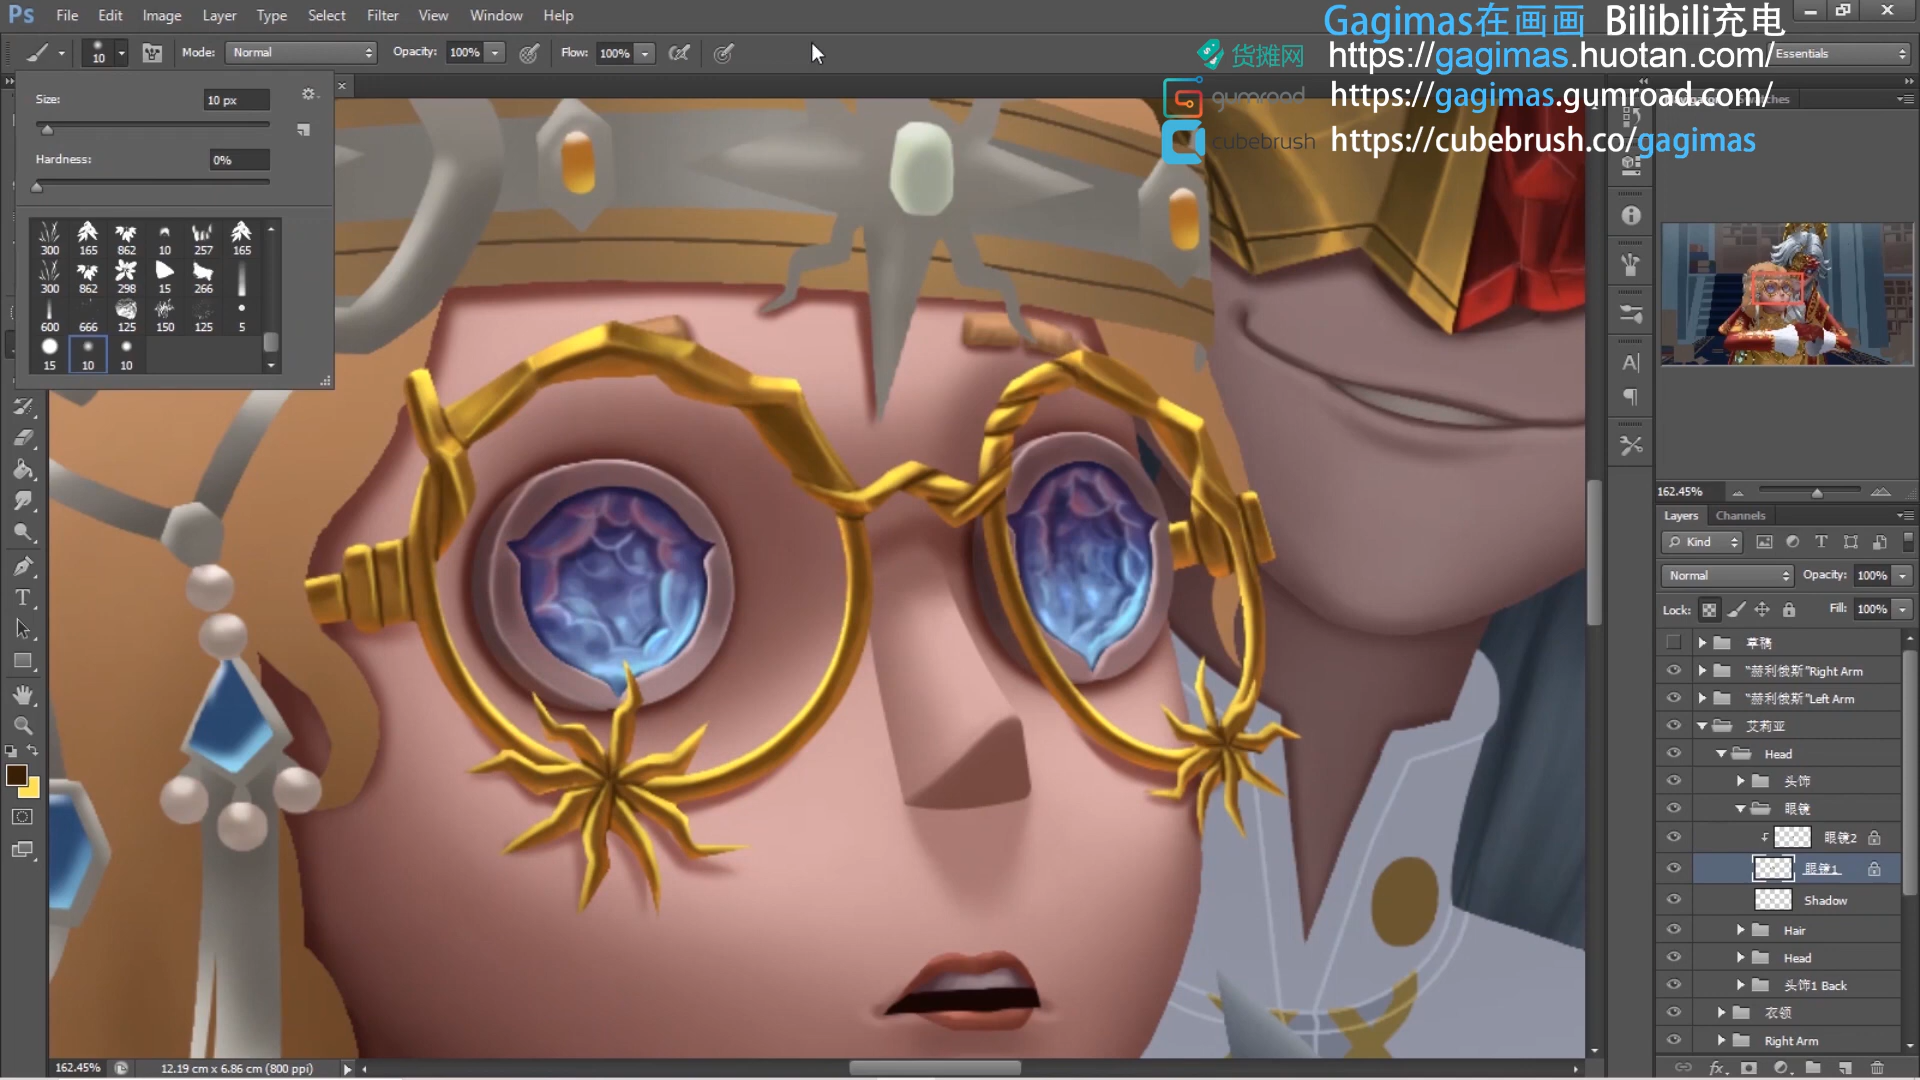 Ps File Edit Image Layer Type Select Filter View Window Help
Gagimas在画画 Bilibili充电
10 Mode: Normal Opacity: 100% Flow: 100% 货摊网 https://gagimas.huotan.com/ Essentials
gumroad https://gagimas.gumroad.com/
cubebrush https://cubebrush.co/gagimas
Size: 10 px
Hardness: 0%
300 165 862 10 257 165
300 862 298 15 266
600 666 125 150 125 5
15 10 10
162.45%
Layers Channels
Kind
Normal Opacity: 100%
Lock: Fill: 100%
草稿
“赫利俄斯”Right Arm
“赫利俄斯”Left Arm
艾莉亚
Head
头饰
眼镜
眼镜2
眼镜1
Shadow
Hair
Head
头饰1 Back
衣领
Right Arm
162.45% 12.19 cm x 6.86 cm (800 ppi)